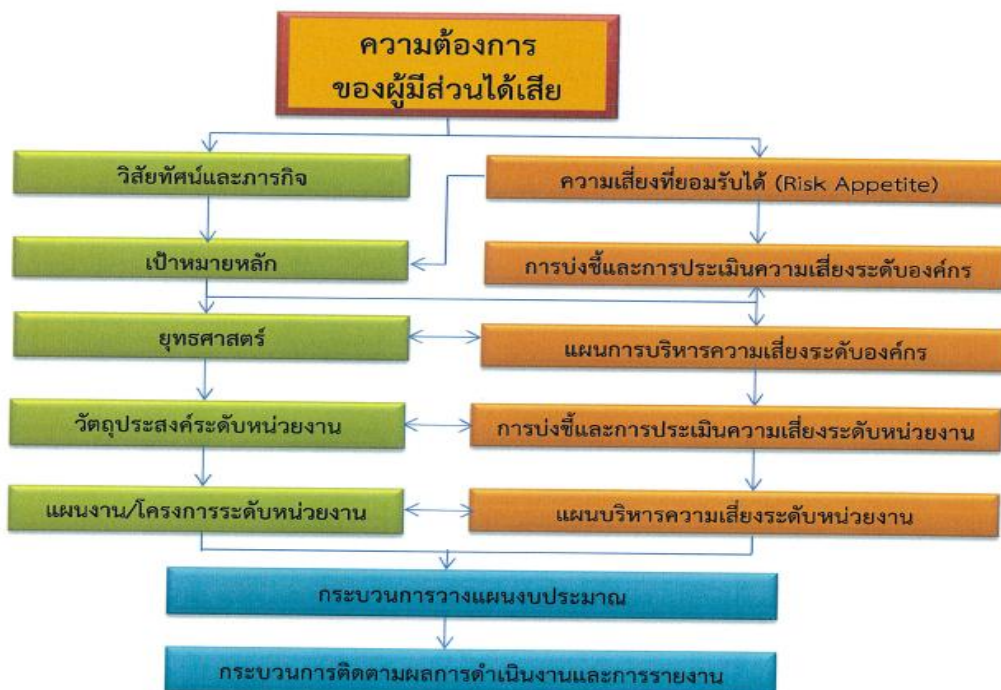 ความต้องการ
ของผู้มีส่วนได้เสีย
วิสัยทัศน์และภารกิจ
ความเสี่ยงที่ยอมรับได้ (Risk Appetite)
เป้าหมายหลัก
การบ่งชี้และการประเมินความเสี่ยงระดับองค์กร
ยุทธศาสตร์
แผนการบริหารความเสี่ยงระดับองค์กร
วัตถุประสงค์ระดับหน่วยงาน
การบ่งชี้และการประเมินความเสี่ยงระดับหน่วยงาน
แผนงาน/โครงการระดับหน่วยงาน
แผนบริหารความเสี่ยงระดับหน่วยงาน
กระบวนการวางแผนงบประมาณ
กระบวนการติดตามผลการดำเนินงานและการรายงาน